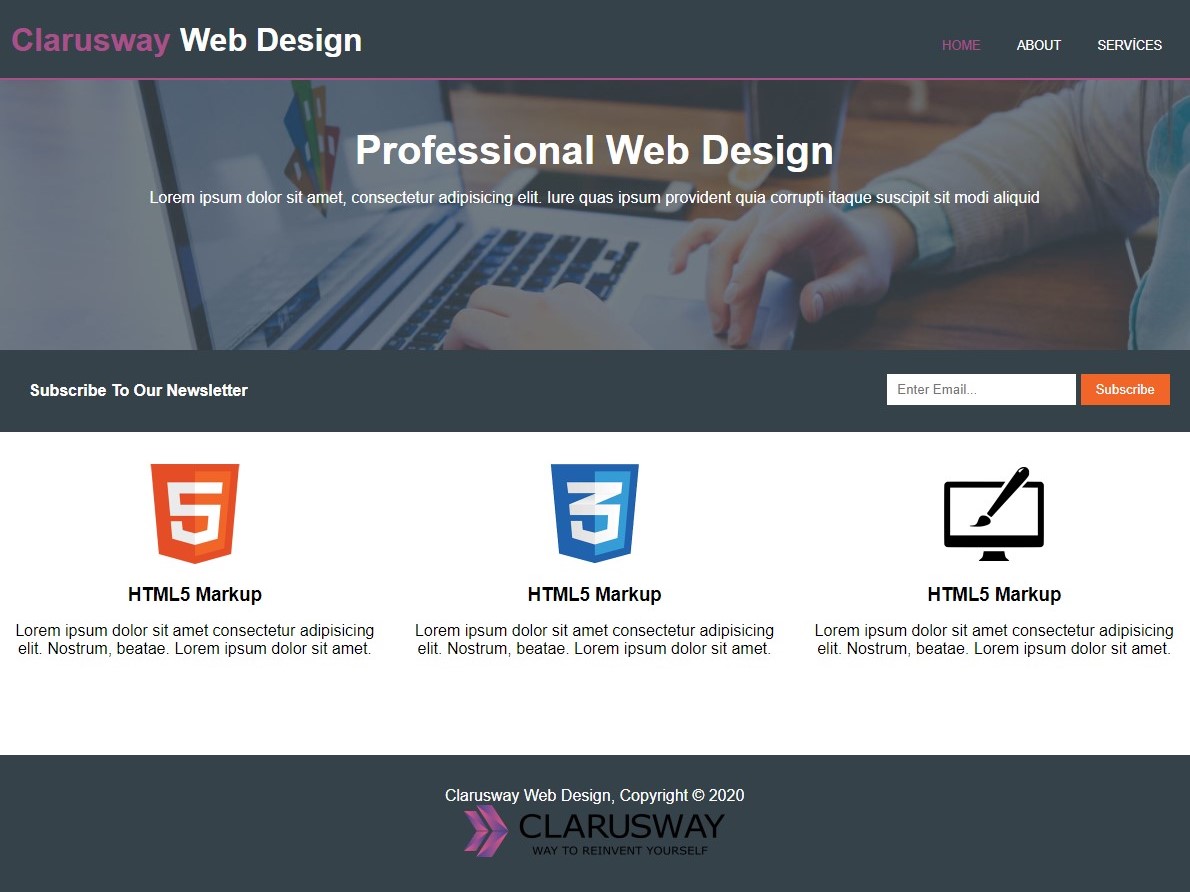 Clarusway Web Design
HOME ABOUT SERVİCES
Professional Web Design
Lorem ipsum dolor sit amet, consectetur adipisicing elit. Iure quas ipsum provident quia corrupti itaque suscipit sit modi aliquid
Subscribe To Our Newsletter
Enter Email...
Subscribe
5
3
HTML5 Markup
Lorem ipsum dolor sit amet consectetur adipisicing
elit. Nostrum, beatae. Lorem ipsum dolor sit amet.
HTML5 Markup
Lorem ipsum dolor sit amet consectetur adipisicing
elit. Nostrum, beatae. Lorem ipsum dolor sit amet.
HTML5 Markup
Lorem ipsum dolor sit amet consectetur adipisicing
elit. Nostrum, beatae. Lorem ipsum dolor sit amet.
Clarusway Web Design, Copyright © 2020
CLARUSWAY
WAY TO REINVENT YOURSELF